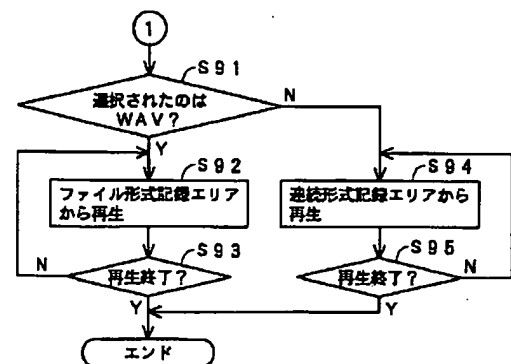 1
S91
選択されたのは
WAV?
N
Y
S92
ファイル形式記録エリア
から再生
S93
再生終了?
N
Y
S94
連続形式記録エリアから
再生
S95
再生終了?
N
Y
エンド